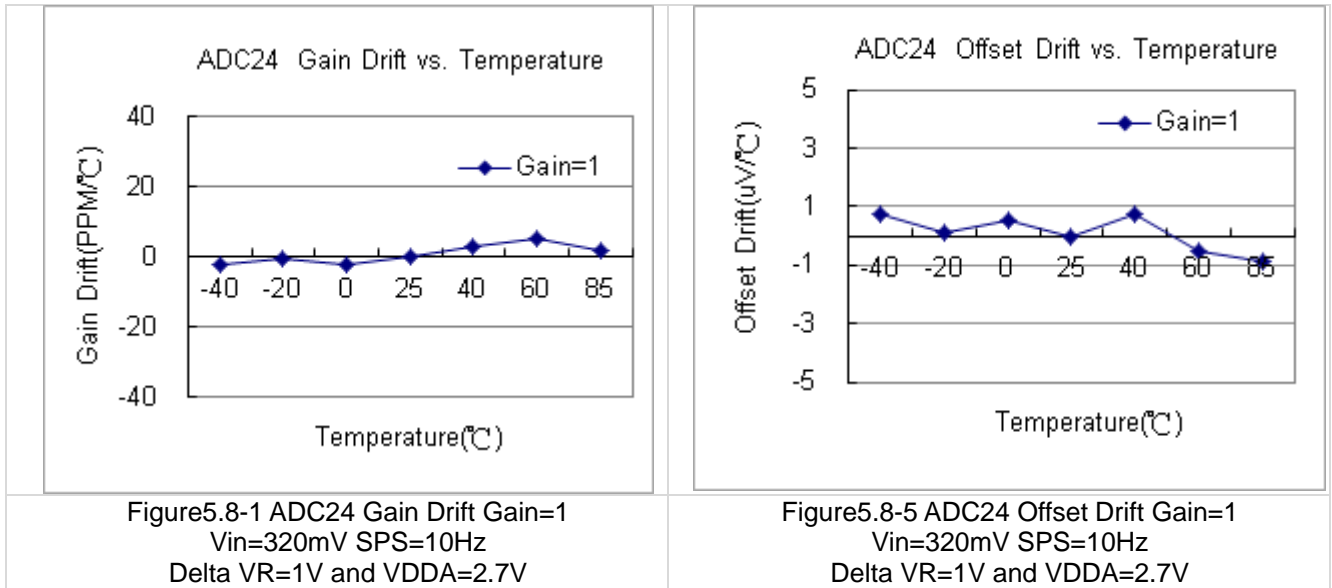 ADC24 Gain Drift vs. Temperature
Gain Drift(PPM/℃)
40
20
0
-20
-40
Gain=1
-40 -20 0 25 40 60 85
Temperature(℃)
Figure5.8-1 ADC24 Gain Drift Gain=1
Vin=320mV SPS=10Hz
Delta VR=1V and VDDA=2.7V
ADC24 Offset Drift vs. Temperature
Offset Drift(uV/℃)
5
3
1
-1
-3
-5
Gain=1
-40 -20 0 25 40 60 85
Temperature(℃)
Figure5.8-5 ADC24 Offset Drift Gain=1
Vin=320mV SPS=10Hz
Delta VR=1V and VDDA=2.7V